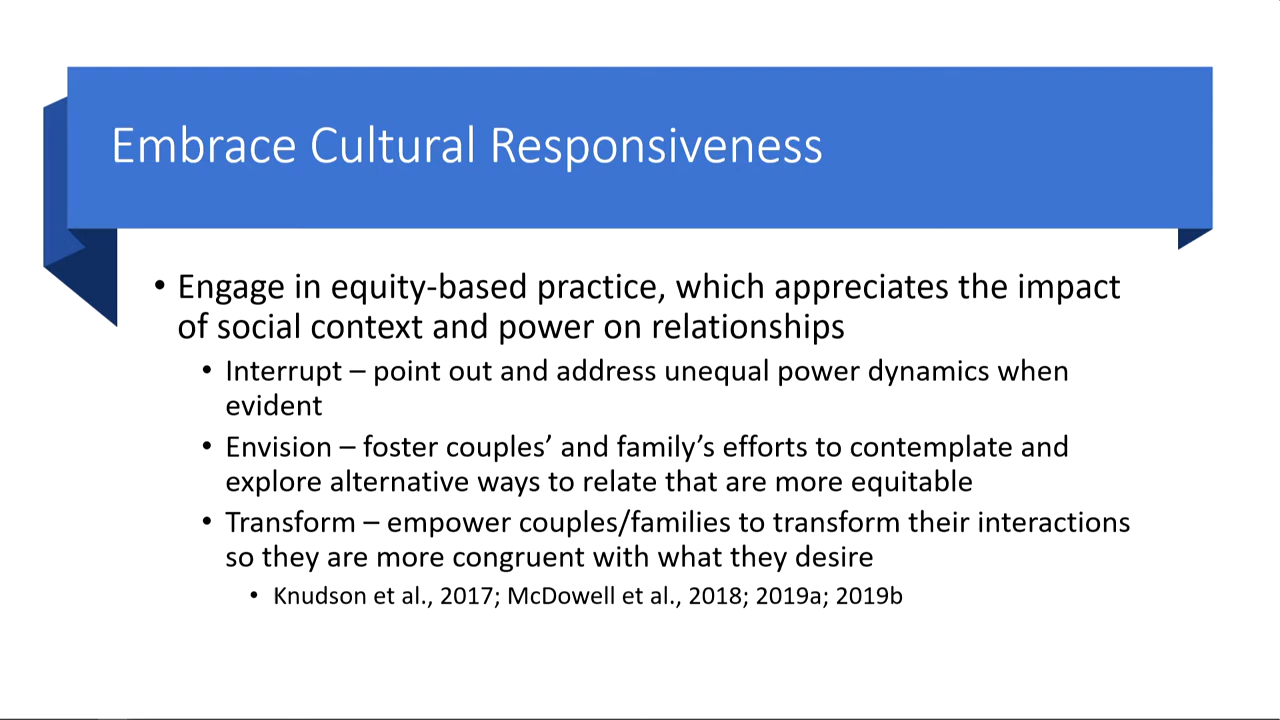 Embrace Cultural Responsiveness
• Engage in equity-based practice, which appreciates the impact
of social context and power on relationships
• Interrupt – point out and address unequal power dynamics when
evident
• Envision – foster couples’ and family’s efforts to contemplate and
explore alternative ways to relate that are more equitable
• Transform – empower couples/families to transform their interactions
so they are more congruent with what they desire
• Knudson et al., 2017; McDowell et al., 2018; 2019a; 2019b